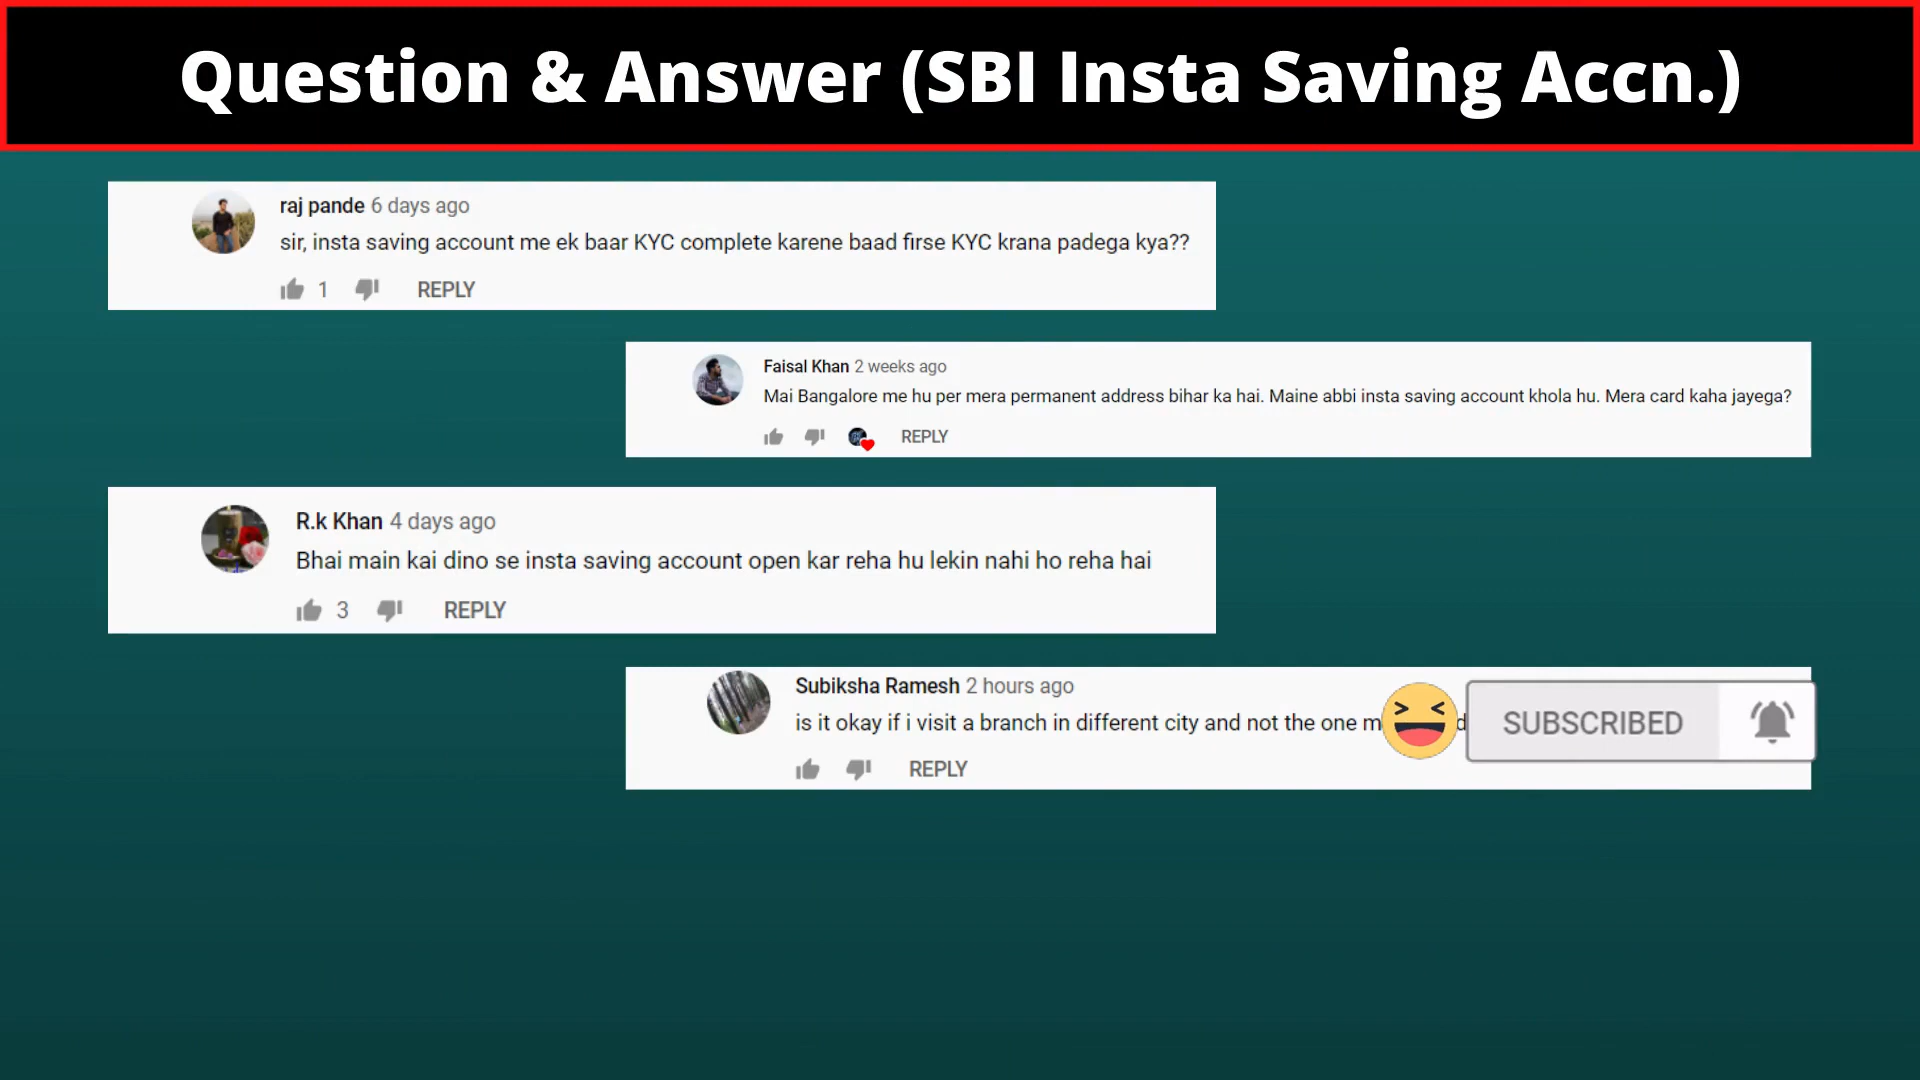 Question & Answer (SBI Insta Saving Accn.)
raj pande 6 days ago
sir, insta saving account me ek baar KYC complete karene baad firse KYC krana padega kya??
1 REPLY
Faisal Khan 2 weeks ago
Mai Bangalore me hu per mera permanent address bihar ka hai. Maine abbi insta saving account khola hu. Mera card kaha jayega?
REPLY
R.k Khan 4 days ago
Bhai main kai dino se insta saving account open kar reha hu lekin nahi ho reha hai
3 REPLY
Subiksha Ramesh 2 hours ago
is it okay if i visit a branch in different city and not the one
SUBSCRIBED
REPLY